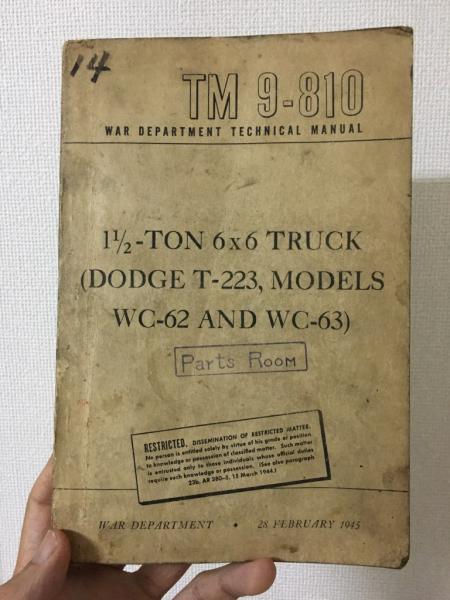 14
TM 9-810
WAR DEPARTMENT TECHNICAL MANUAL
1½-TON 6x6 TRUCK
(DODGE T-223, MODELS
WC-62 AND WC-63)
Parts Room
RESTRICTED. DISSEMINATION OF RESTRICTED MATTER.
No person is entitled solely by virtue of his grade or position
to knowledge or possession of classified matter. Such matter
is entrusted only to those individuals whose official duties
require such knowledge or possession. (See also paragraph
23b, AR 380-5, 15 March 1944.)
WAR DEPARTMENT • 28 FEBRUARY 1945